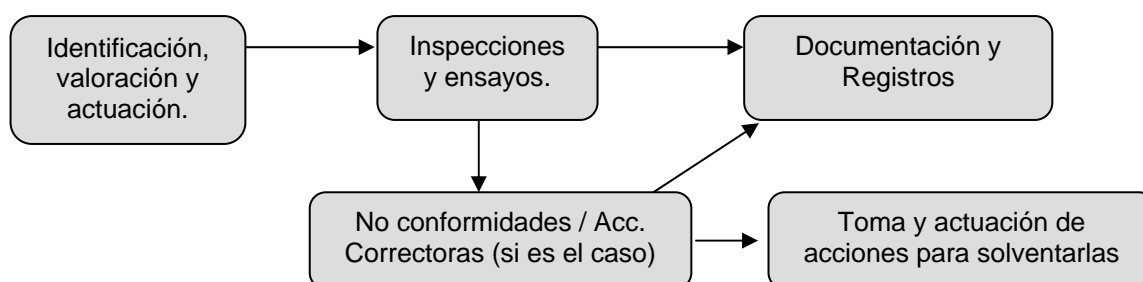 Identificación,
valoración y
actuación.
Inspecciones
y ensayos.
Documentación y
Registros
No conformidades / Acc.
Correctoras (si es el caso)
Toma y actuación de
acciones para solventarlas